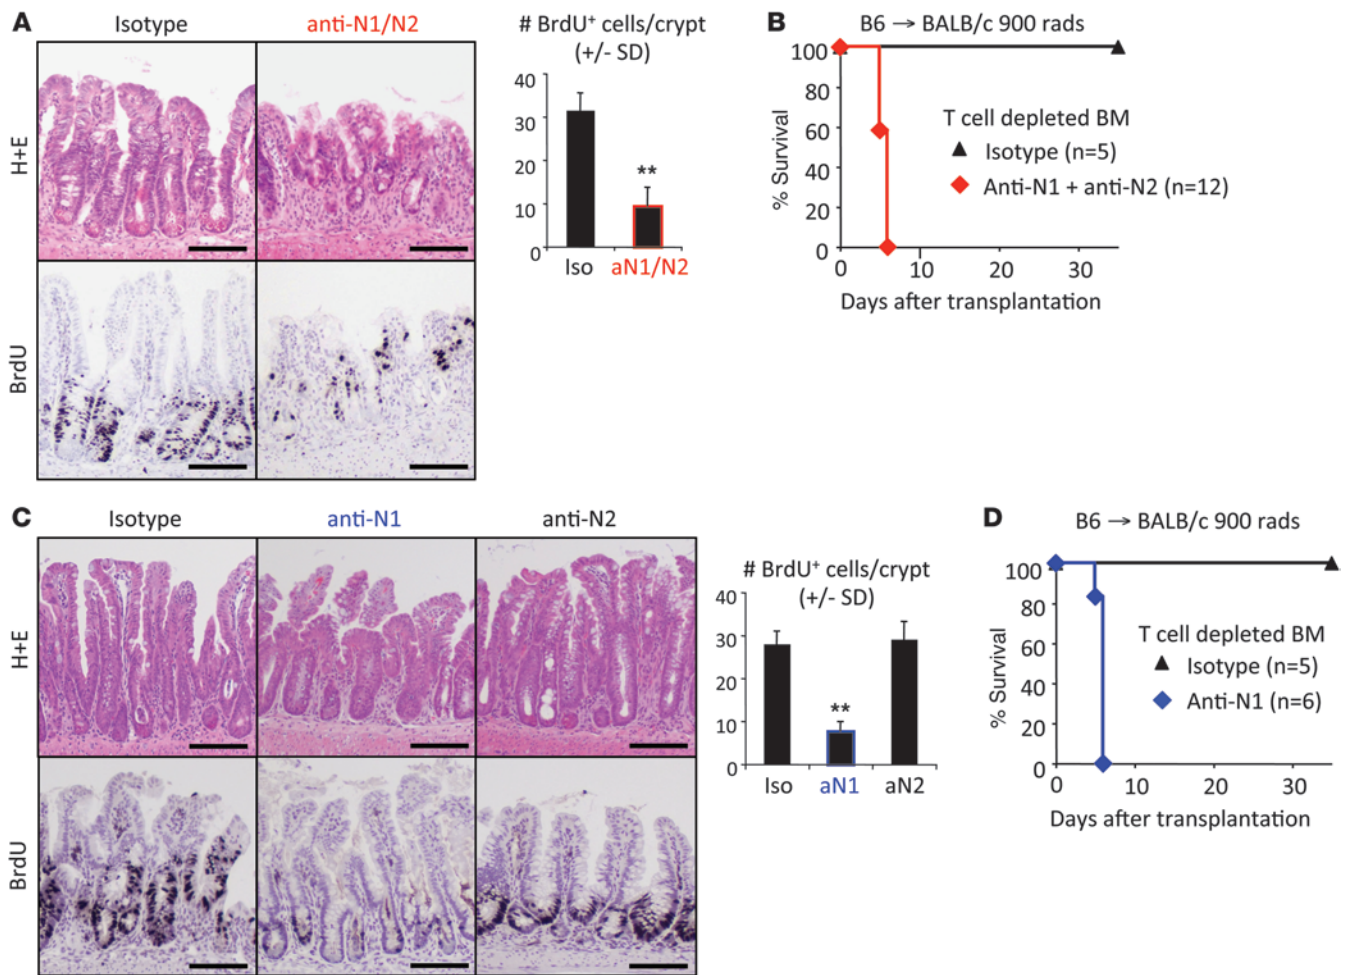 A
Isotype
anti-N1/N2
H+E
BrdU
# BrdU⁺ cells/crypt
(+/- SD)
40
30
20
10
0
**
Iso
aN1/N2
B
B6 → BALB/c 900 rads
% Survival
100
80
60
40
20
0
0
10
20
30
Days after transplantation
T cell depleted BM
Isotype (n=5)
Anti-N1 + anti-N2 (n=12)
C
Isotype
anti-N1
anti-N2
H+E
BrdU
# BrdU⁺ cells/crypt
(+/- SD)
40
30
20
10
0
**
Iso
aN1
aN2
D
B6 → BALB/c 900 rads
% Survival
100
80
60
40
20
0
0
10
20
30
Days after transplantation
T cell depleted BM
Isotype (n=5)
Anti-N1 (n=6)